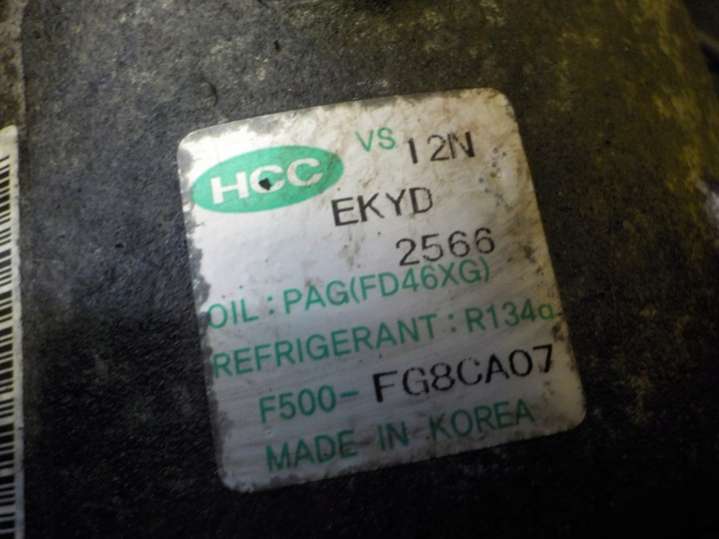 HCC VS 12N
EKYD
2566
OIL : PAG(FD46XG)
REFRIGERANT : R134a
F500-FG8CA07
MADE IN KOREA